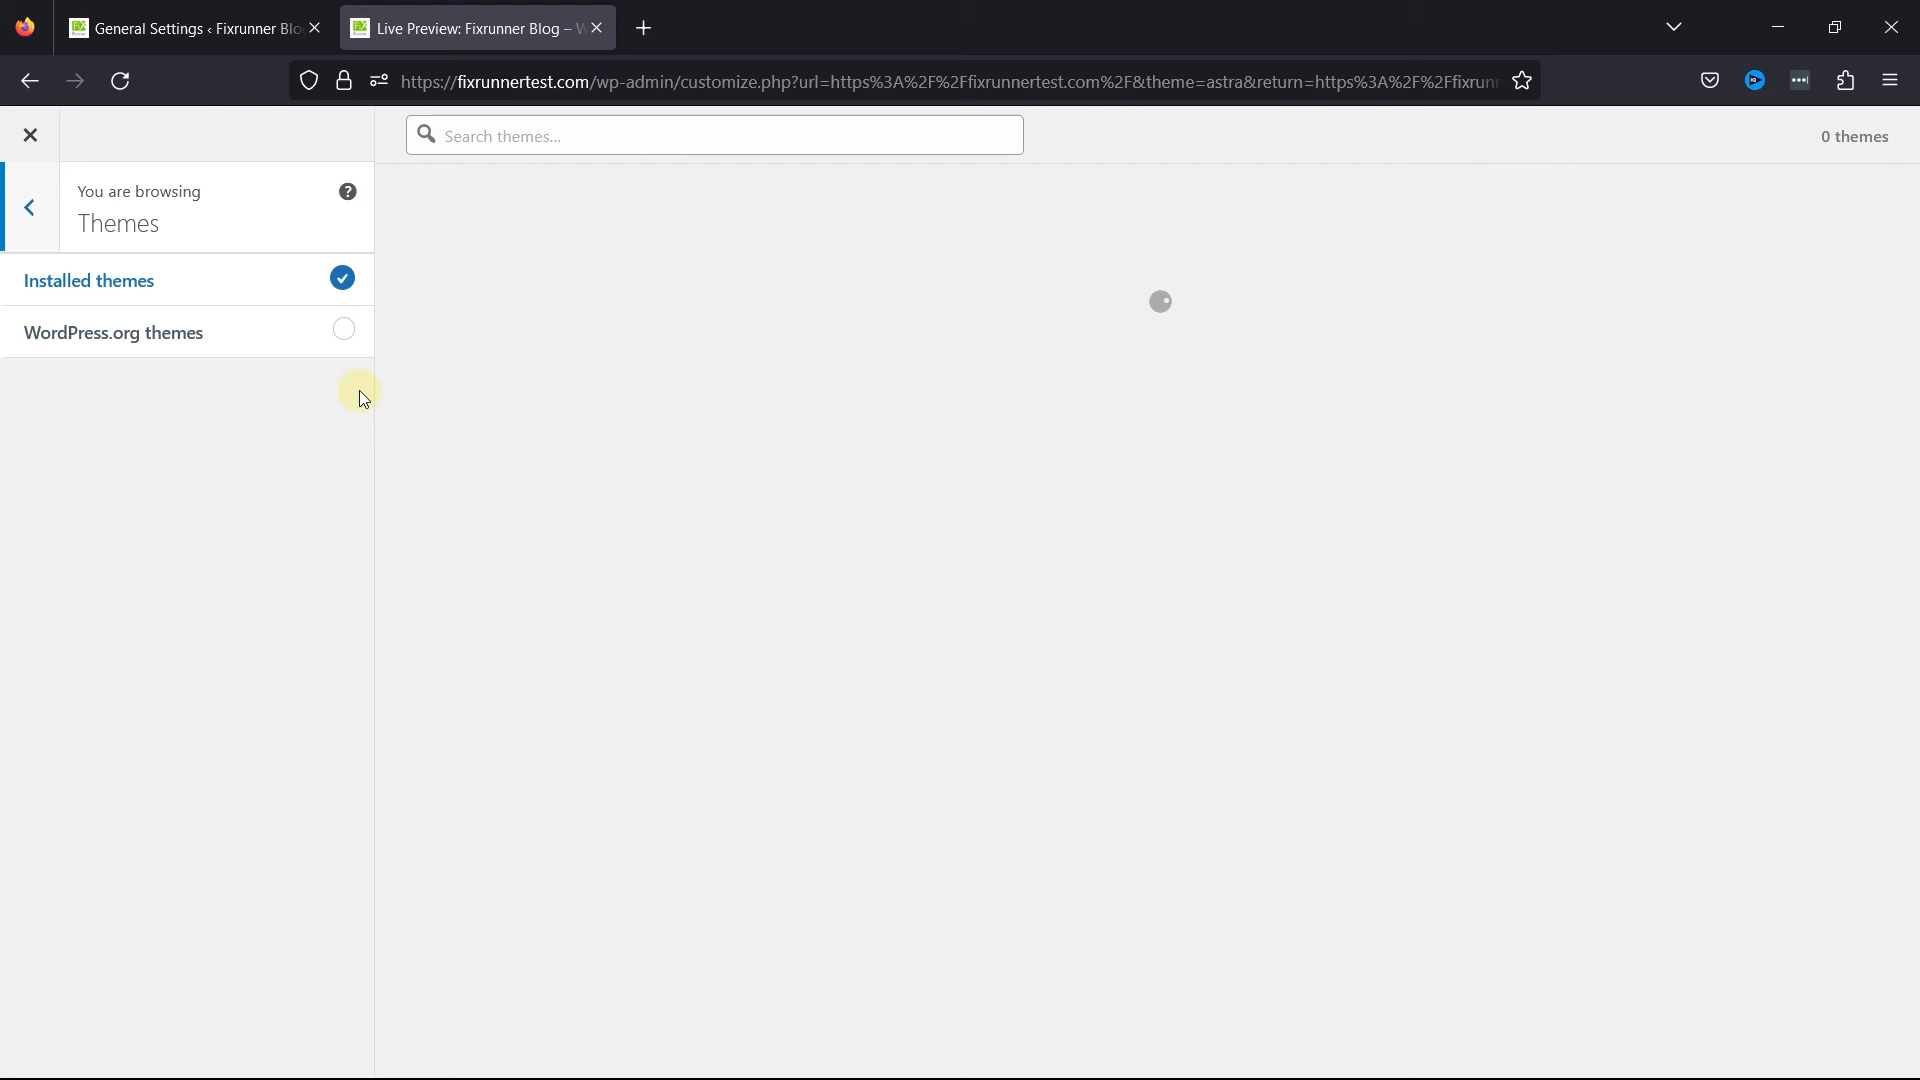 General Settings ‹ Fixrunner Blo
Live Preview: Fixrunner Blog – W
https://fixrunnertest.com/wp-admin/customize.php?url=https%3A%2F%2Ffixrunnertest.com%2F&theme=astra&return=https%3A%2F%2Ffixrunn
Search themes...
0 themes
You are browsing
Themes
Installed themes
WordPress.org themes